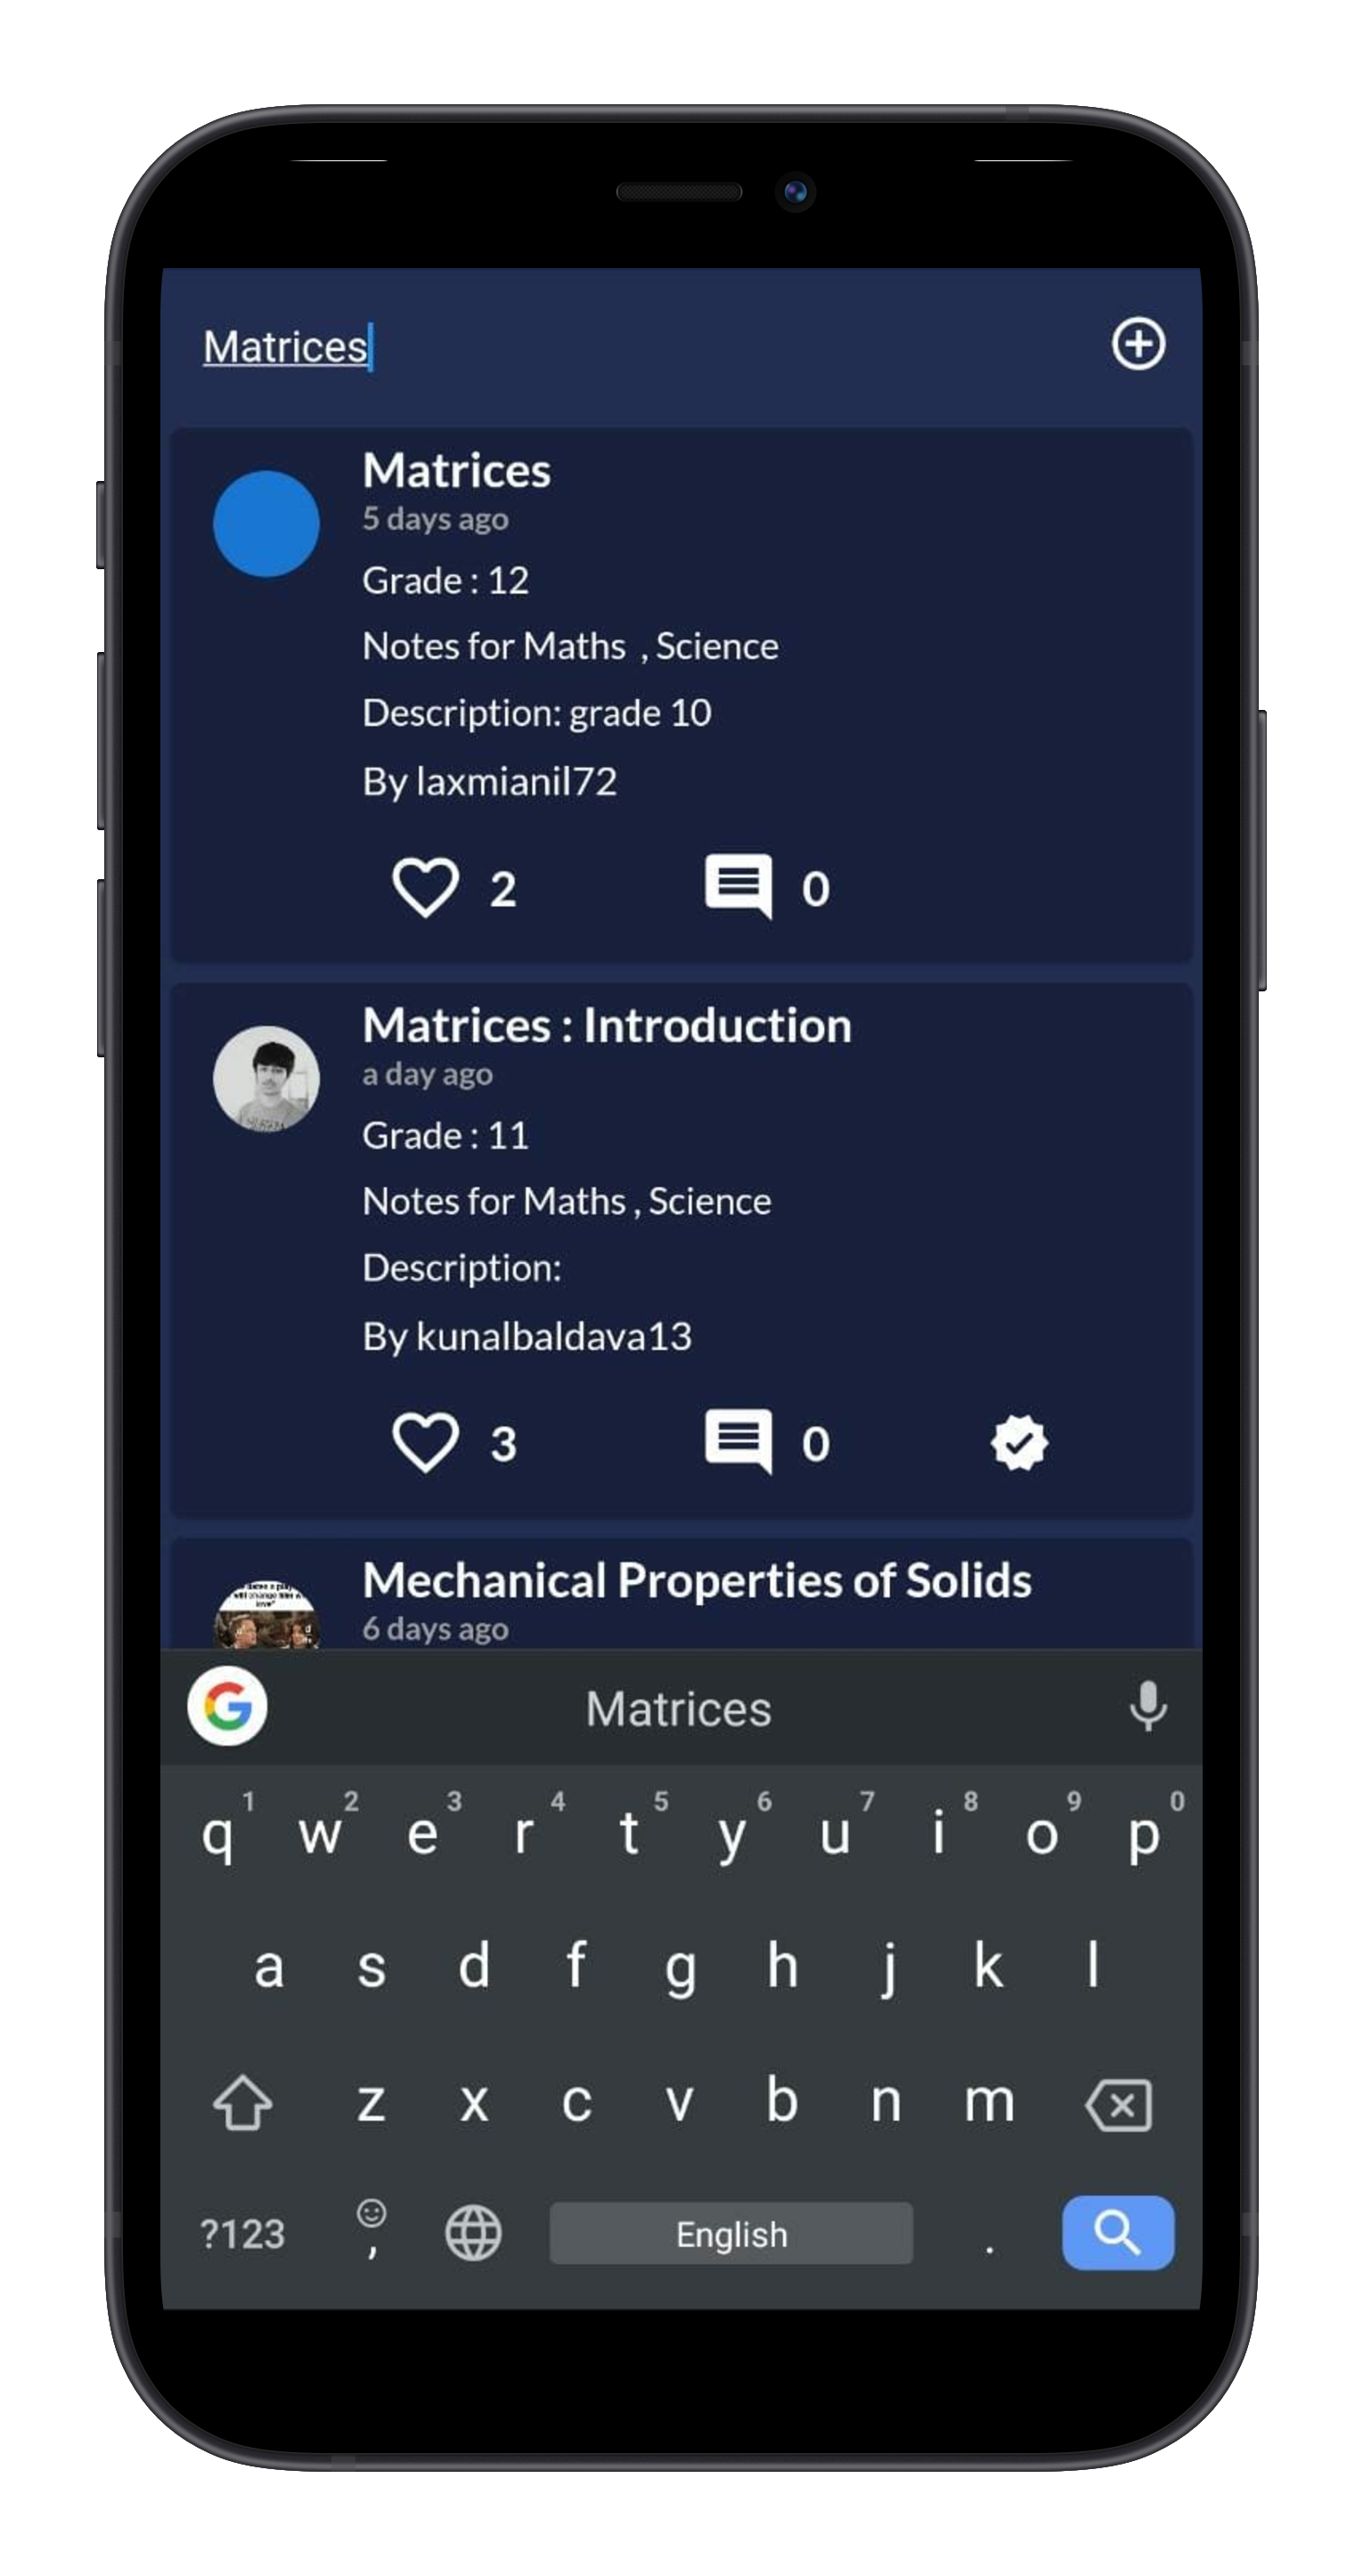 Matrices
Matrices
5 days ago
Grade : 12
Notes for Maths , Science
Description: grade 10
By laxmianil72
2 0
Matrices : Introduction
a day ago
Grade : 11
Notes for Maths , Science
Description:
By kunalbaldava13
3 0
Mechanical Properties of Solids
6 days ago
G Matrices
1 2 3 4 5 6 7 8 9 0
q w e r t y u i o p
a s d f g h j k l
z x c v b n m
?123 , English .